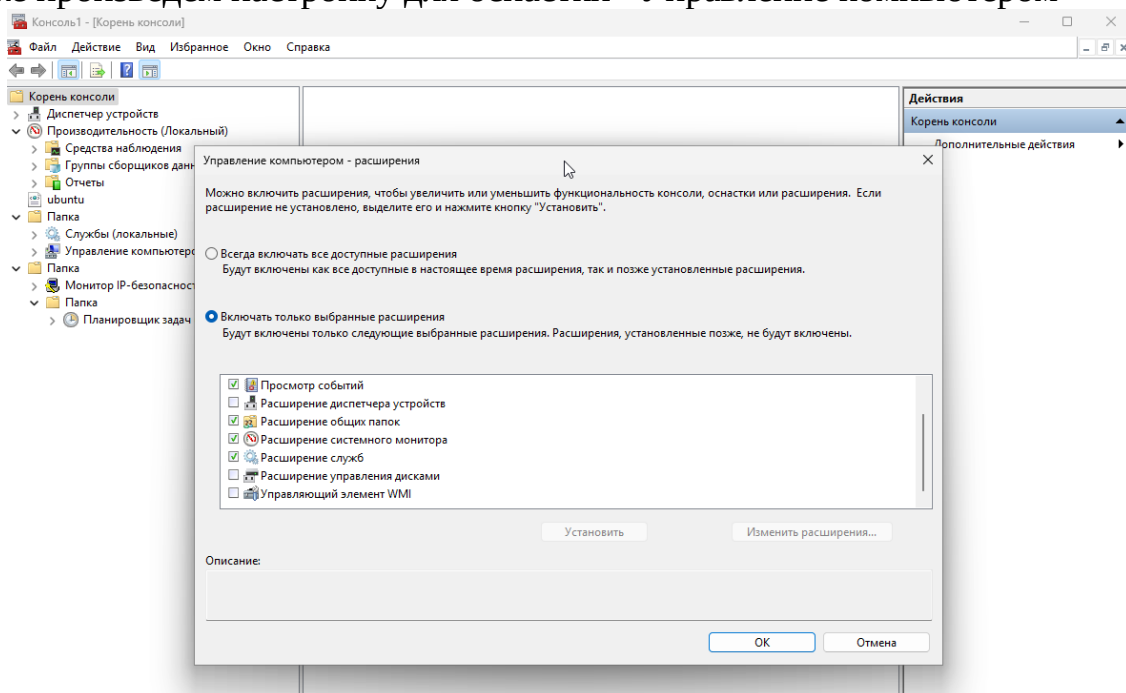 произведем настройку для оснастки
Консоль1 - [Корень консоли]
Файл Действие Вид Избранное Окно Справка
Корень консоли
Диспетчер устройств
Производительность (Локальный)
Средства наблюдения
Группы сборщиков данн
Отчеты
ubuntu
Папка
Службы (локальные)
Управление компьютеро
Папка
Монитор IP-безопасност
Папка
Планировщик задач
Действия
Корень консоли
Дополнительные действия
Управление компьютером - расширения
Можно включить расширения, чтобы увеличить или уменьшить функциональность консоли, оснастки или расширения. Если
расширение не установлено, выделите его и нажмите кнопку "Установить".
Всегда включать все доступные расширения
Будут включены как все доступные в настоящее время расширения, так и позже установленные расширения.
Включать только выбранные расширения
Будут включены только следующие выбранные расширения. Расширения, установленные позже, не будут включены.
Просмотр событий
Расширение диспетчера устройств
Расширение общих папок
Расширение системного монитора
Расширение служб
Расширение управления дисками
Управляющий элемент WMI
Установить Изменить расширения...
Описание:
ОК Отмена